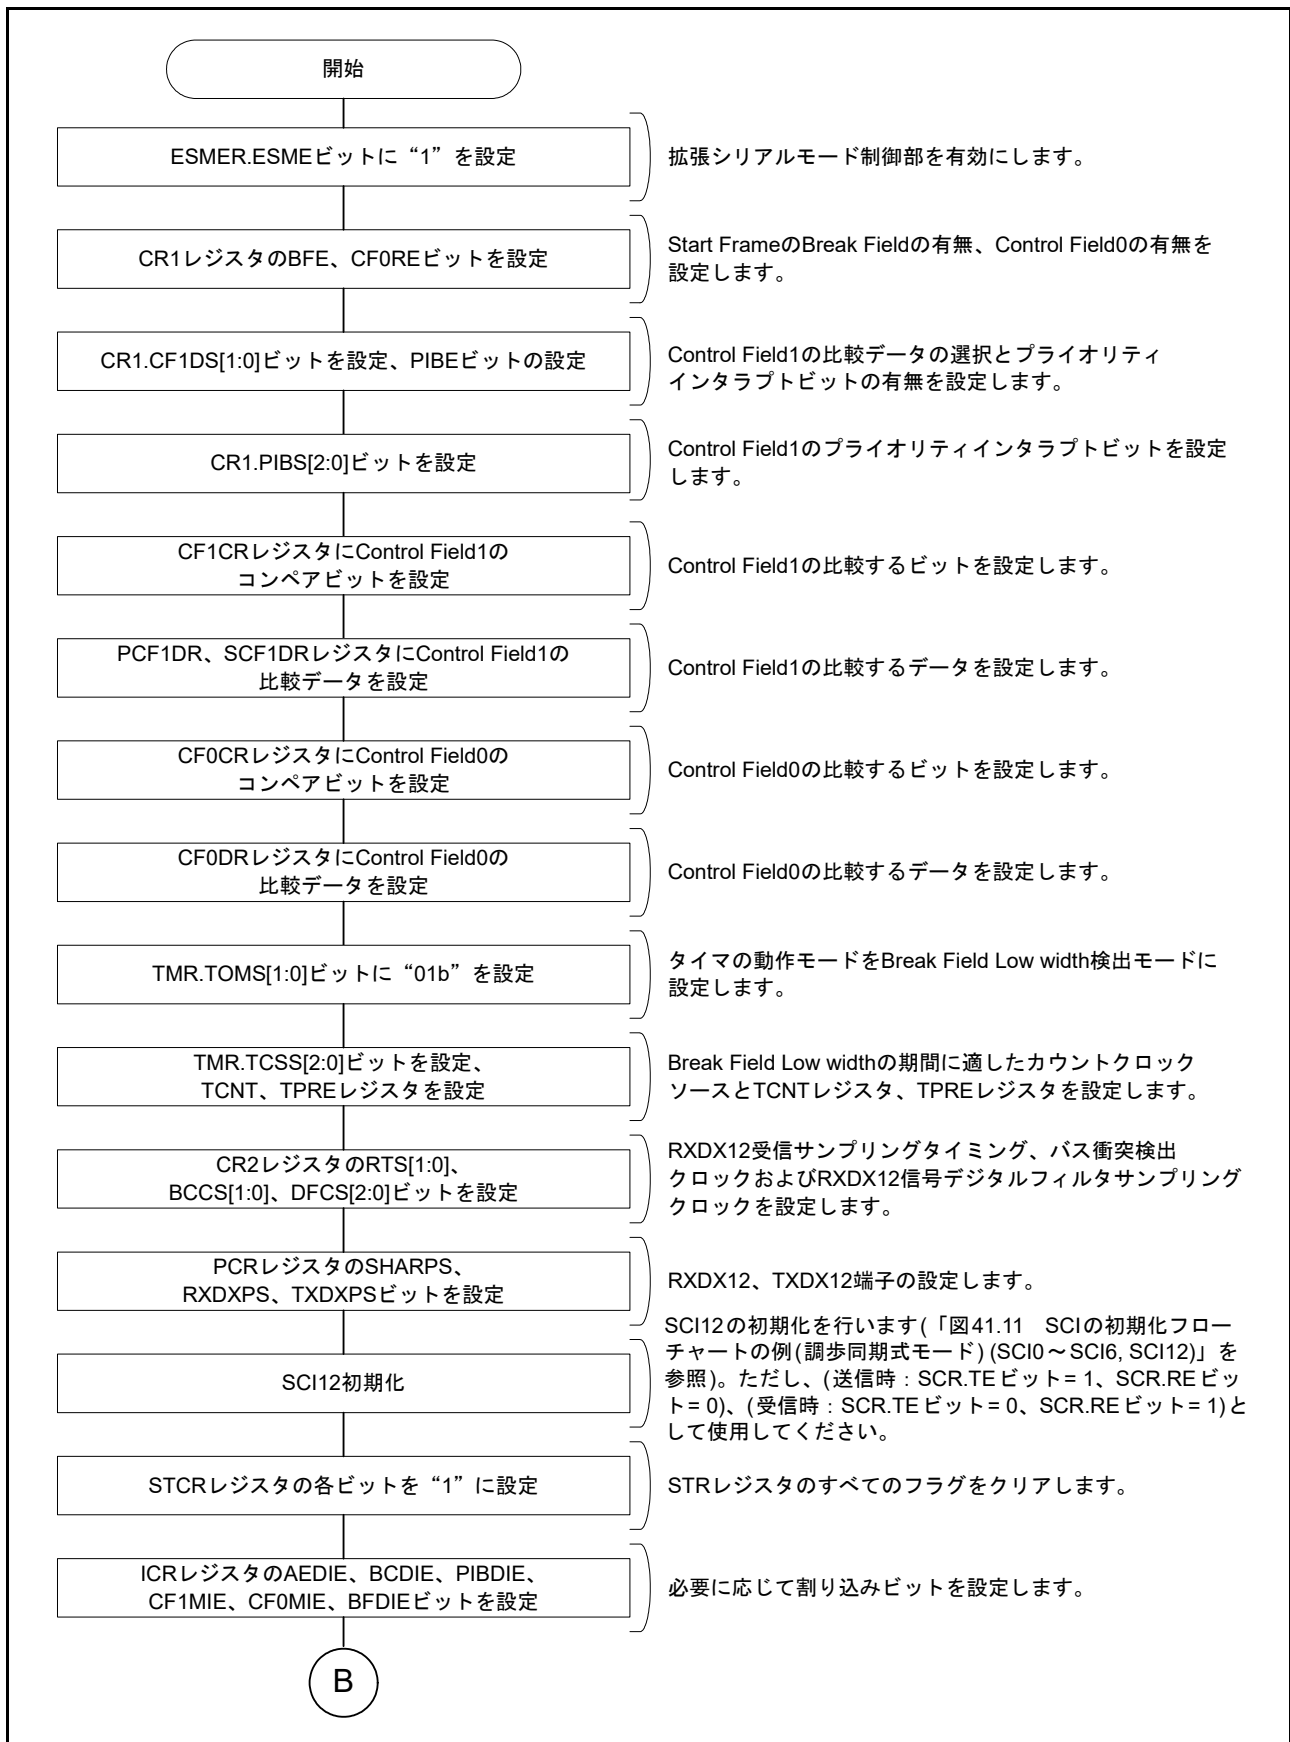 開始
ESMER.ESMEビットに“1”を設定
拡張シリアルモード制御部を有効にします。
CR1レジスタのBFE、CF0REビットを設定
Start FrameのBreak Fieldの有無、Control Field0の有無を
設定します。
CR1.CF1DS[1:0]ビットを設定、PIBEビットの設定
Control Field1の比較データの選択とプライオリティ
インタラプトビットの有無を設定します。
CR1.PIBS[2:0]ビットを設定
Control Field1のプライオリティインタラプトビットを設定
します。
CF1CRレジスタにControl Field1の
コンペアビットを設定
Control Field1の比較するビットを設定します。
PCF1DR、SCF1DRレジスタにControl Field1の
比較データを設定
Control Field1の比較するデータを設定します。
CF0CRレジスタにControl Field0の
コンペアビットを設定
Control Field0の比較するビットを設定します。
CF0DRレジスタにControl Field0の
比較データを設定
Control Field0の比較するデータを設定します。
TMR.TOMS[1:0]ビットに“01b”を設定
タイマの動作モードをBreak Field Low width検出モードに
設定します。
TMR.TCSS[2:0]ビットを設定、
TCNT、TPREレジスタを設定
Break Field Low widthの期間に適したカウントクロック
ソースとTCNTレジスタ、TPREレジスタを設定します。
CR2レジスタのRTS[1:0]、
BCCS[1:0]、DFCS[2:0]ビットを設定
RXDX12受信サンプリングタイミング、バス衝突検出
クロックおよびRXDX12信号デジタルフィルタサンプリング
クロックを設定します。
PCRレジスタのSHARPS、
RXDXPS、TXDXPSビットを設定
RXDX12、TXDX12端子の設定します。
SCI12初期化
SCI12の初期化を行います(「図41.11　SCIの初期化フロー
チャートの例(調歩同期式モード) (SCI0～SCI6, SCI12)」を
参照)。ただし、(送信時：SCR.TEビット= 1、SCR.REビッ
ト= 0)、(受信時：SCR.TEビット= 0、SCR.REビット= 1)と
して使用してください。
STCRレジスタの各ビットを“1”に設定
STRレジスタのすべてのフラグをクリアします。
ICRレジスタのAEDIE、BCDIE、PIBDIE、
CF1MIE、CF0MIE、BFDIEビットを設定
必要に応じて割り込みビットを設定します。
B